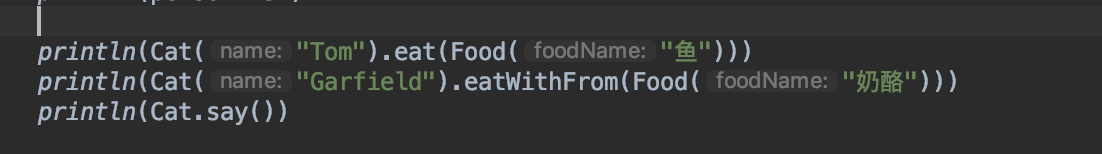 println(Cat( name: "Tom").eat(Food( foodName: "鱼")))
println(Cat( name: "Garfield").eatWithFrom(Food( foodName: "奶酪")))
println(Cat.say())